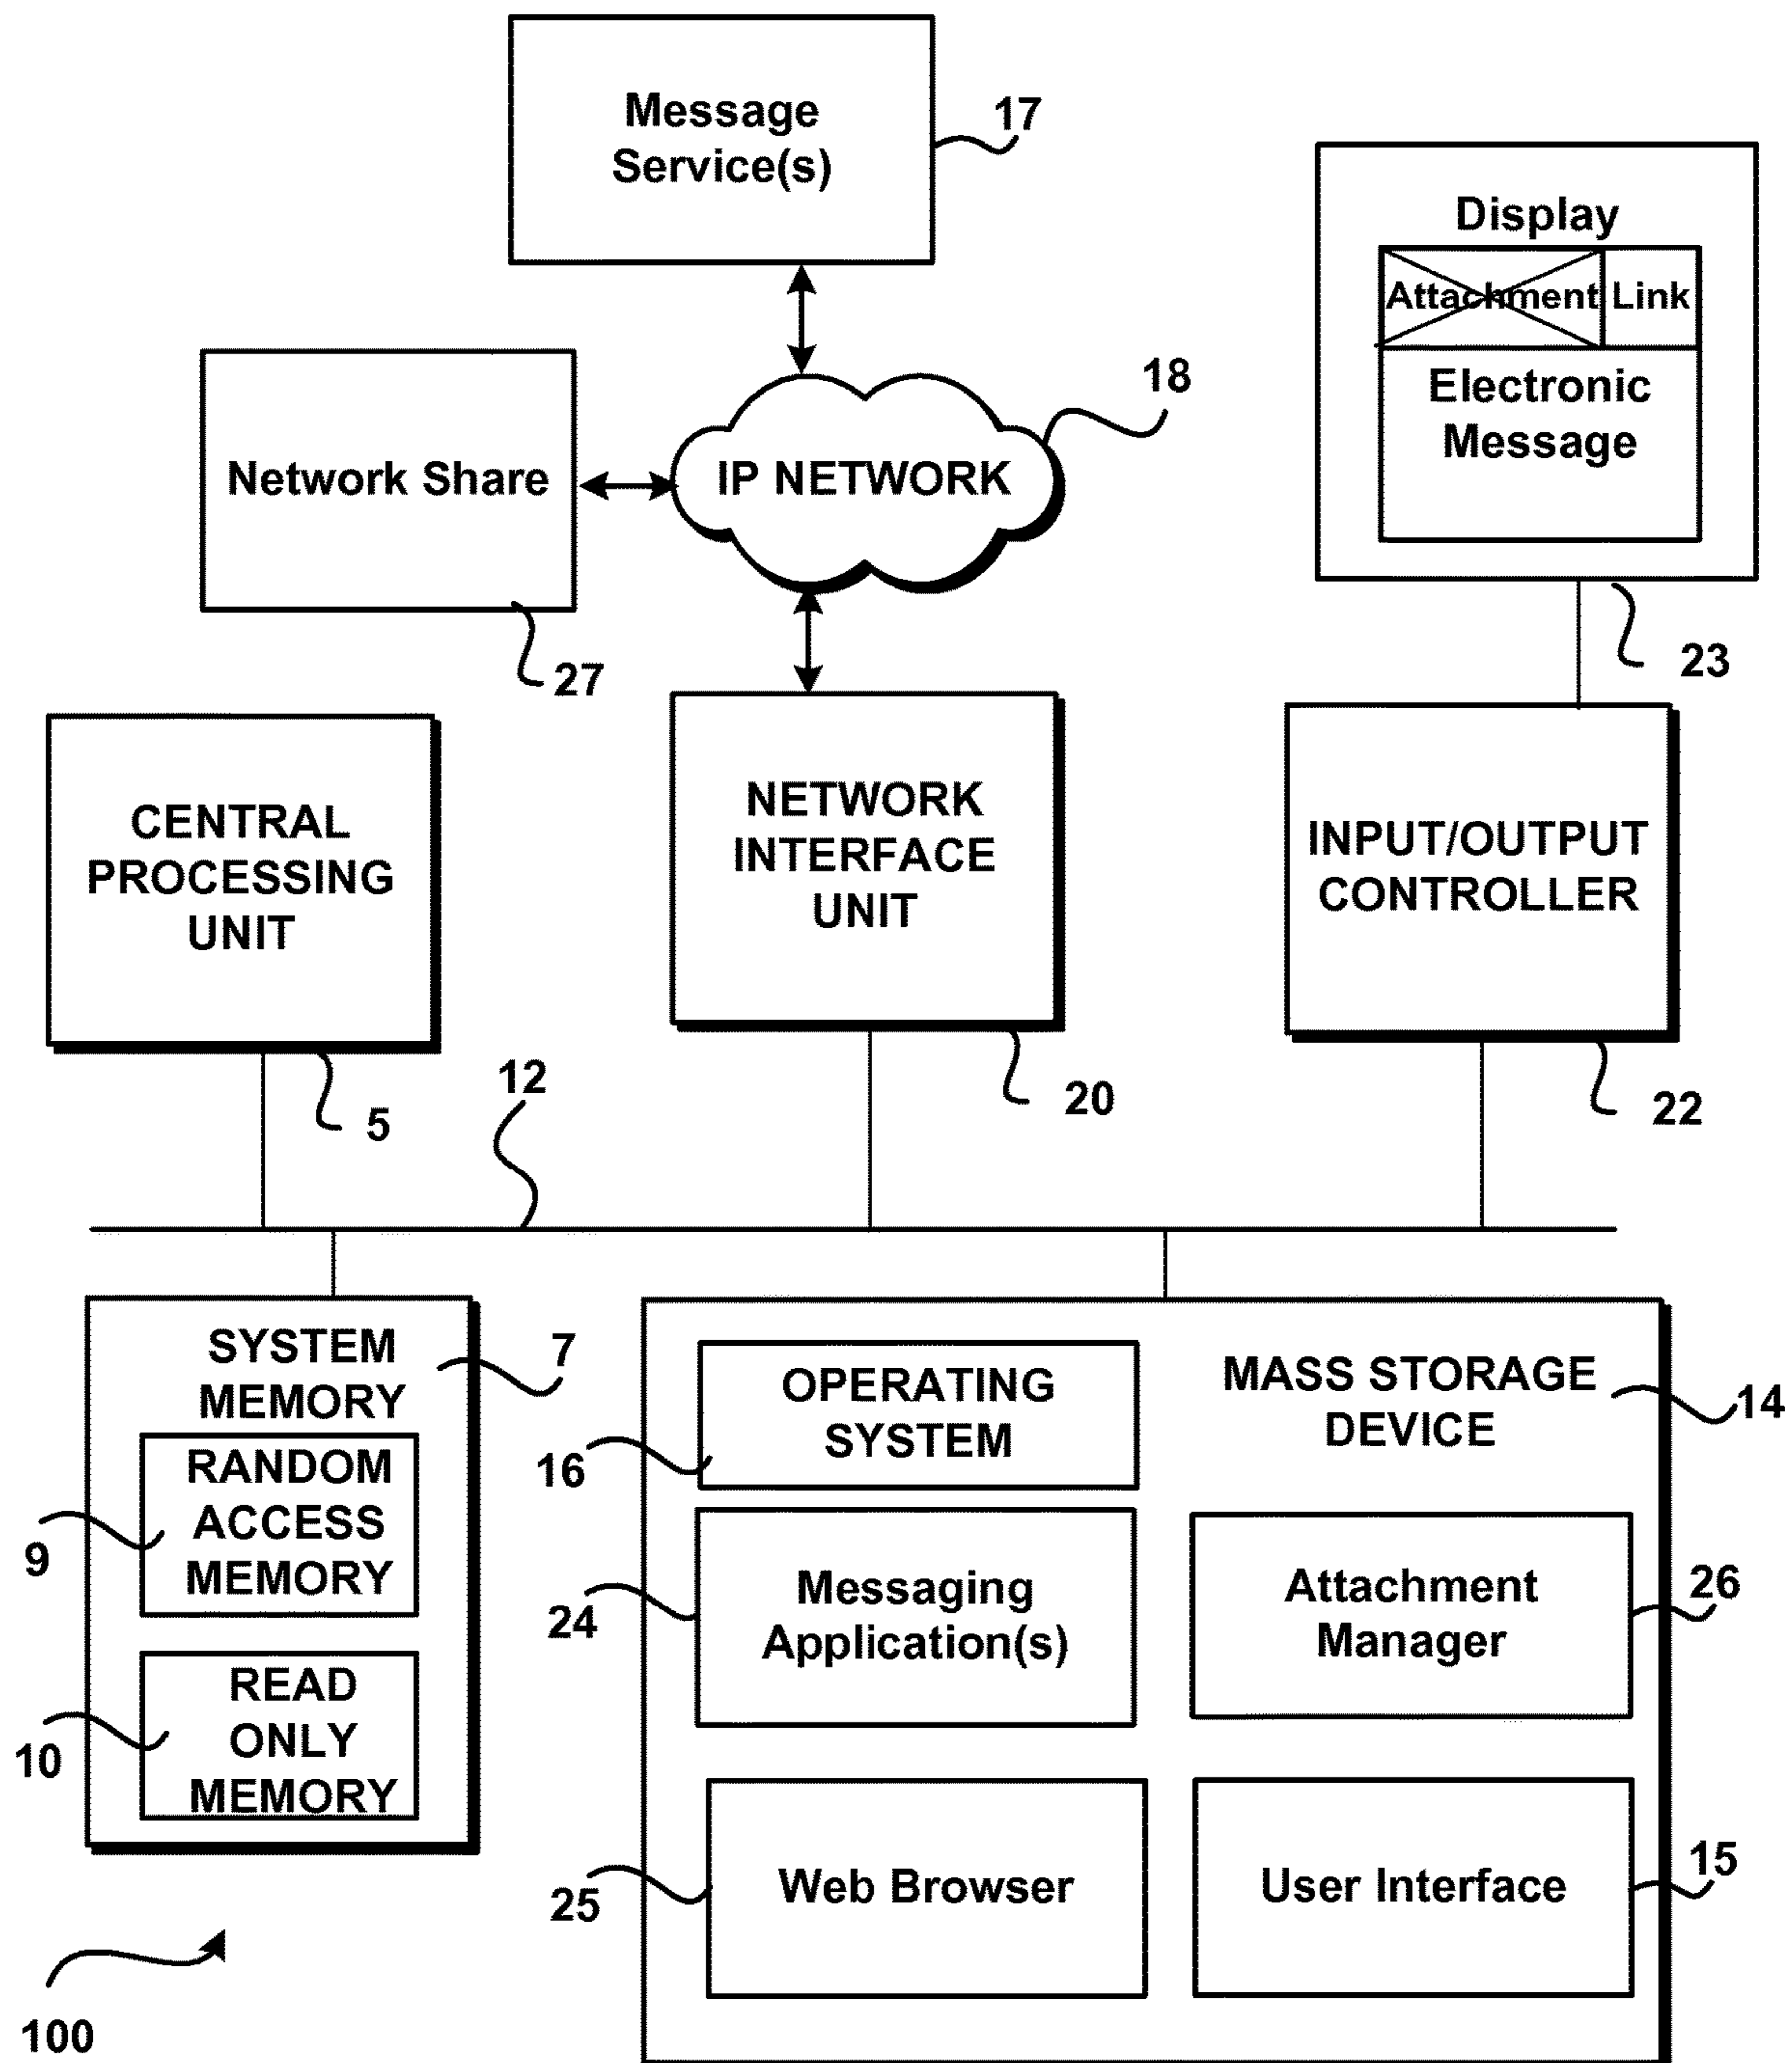 Message
Service(s)
17
Display
Attachment
Link
Electronic
Message
23
18
IP NETWORK
Network Share
27
CENTRAL
PROCESSING
UNIT
5
NETWORK
INTERFACE
UNIT
20
INPUT/OUTPUT
CONTROLLER
22
12
SYSTEM
MEMORY
7
RANDOM
ACCESS
MEMORY
9
READ
ONLY
MEMORY
10
OPERATING
SYSTEM
16
MASS STORAGE
DEVICE
14
Messaging
Application(s)
24
Attachment
Manager
26
Web Browser
25
User Interface
15
100